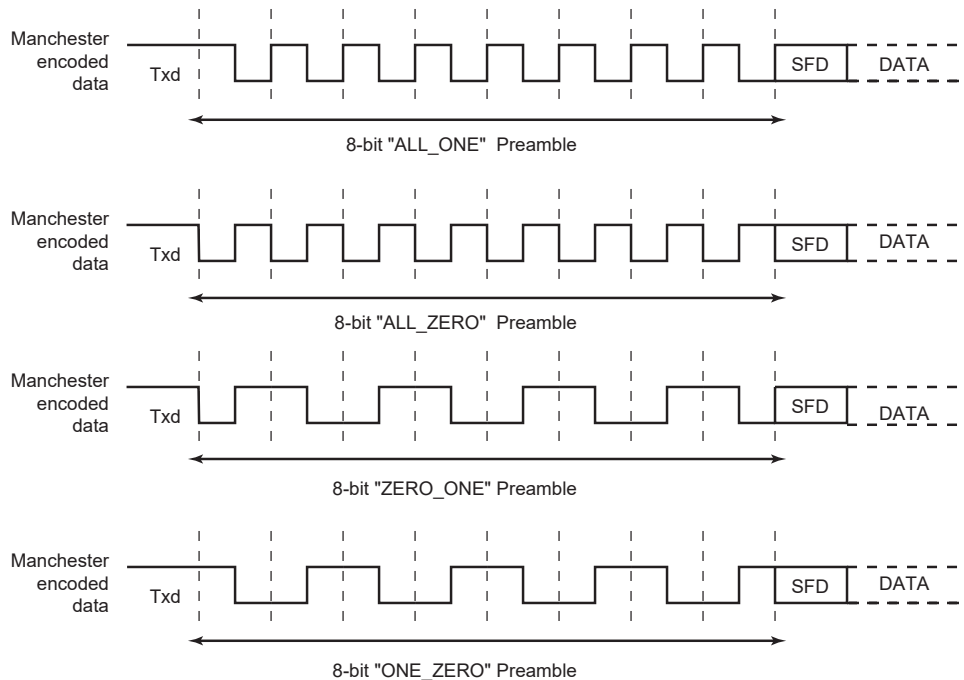 Manchester
encoded
data
Txd
SFD
DATA
8-bit "ALL_ONE" Preamble
Manchester
encoded
data
Txd
SFD
DATA
8-bit "ALL_ZERO" Preamble
Manchester
encoded
data
Txd
SFD
DATA
8-bit "ZERO_ONE" Preamble
Manchester
encoded
data
Txd
SFD
DATA
8-bit "ONE_ZERO" Preamble